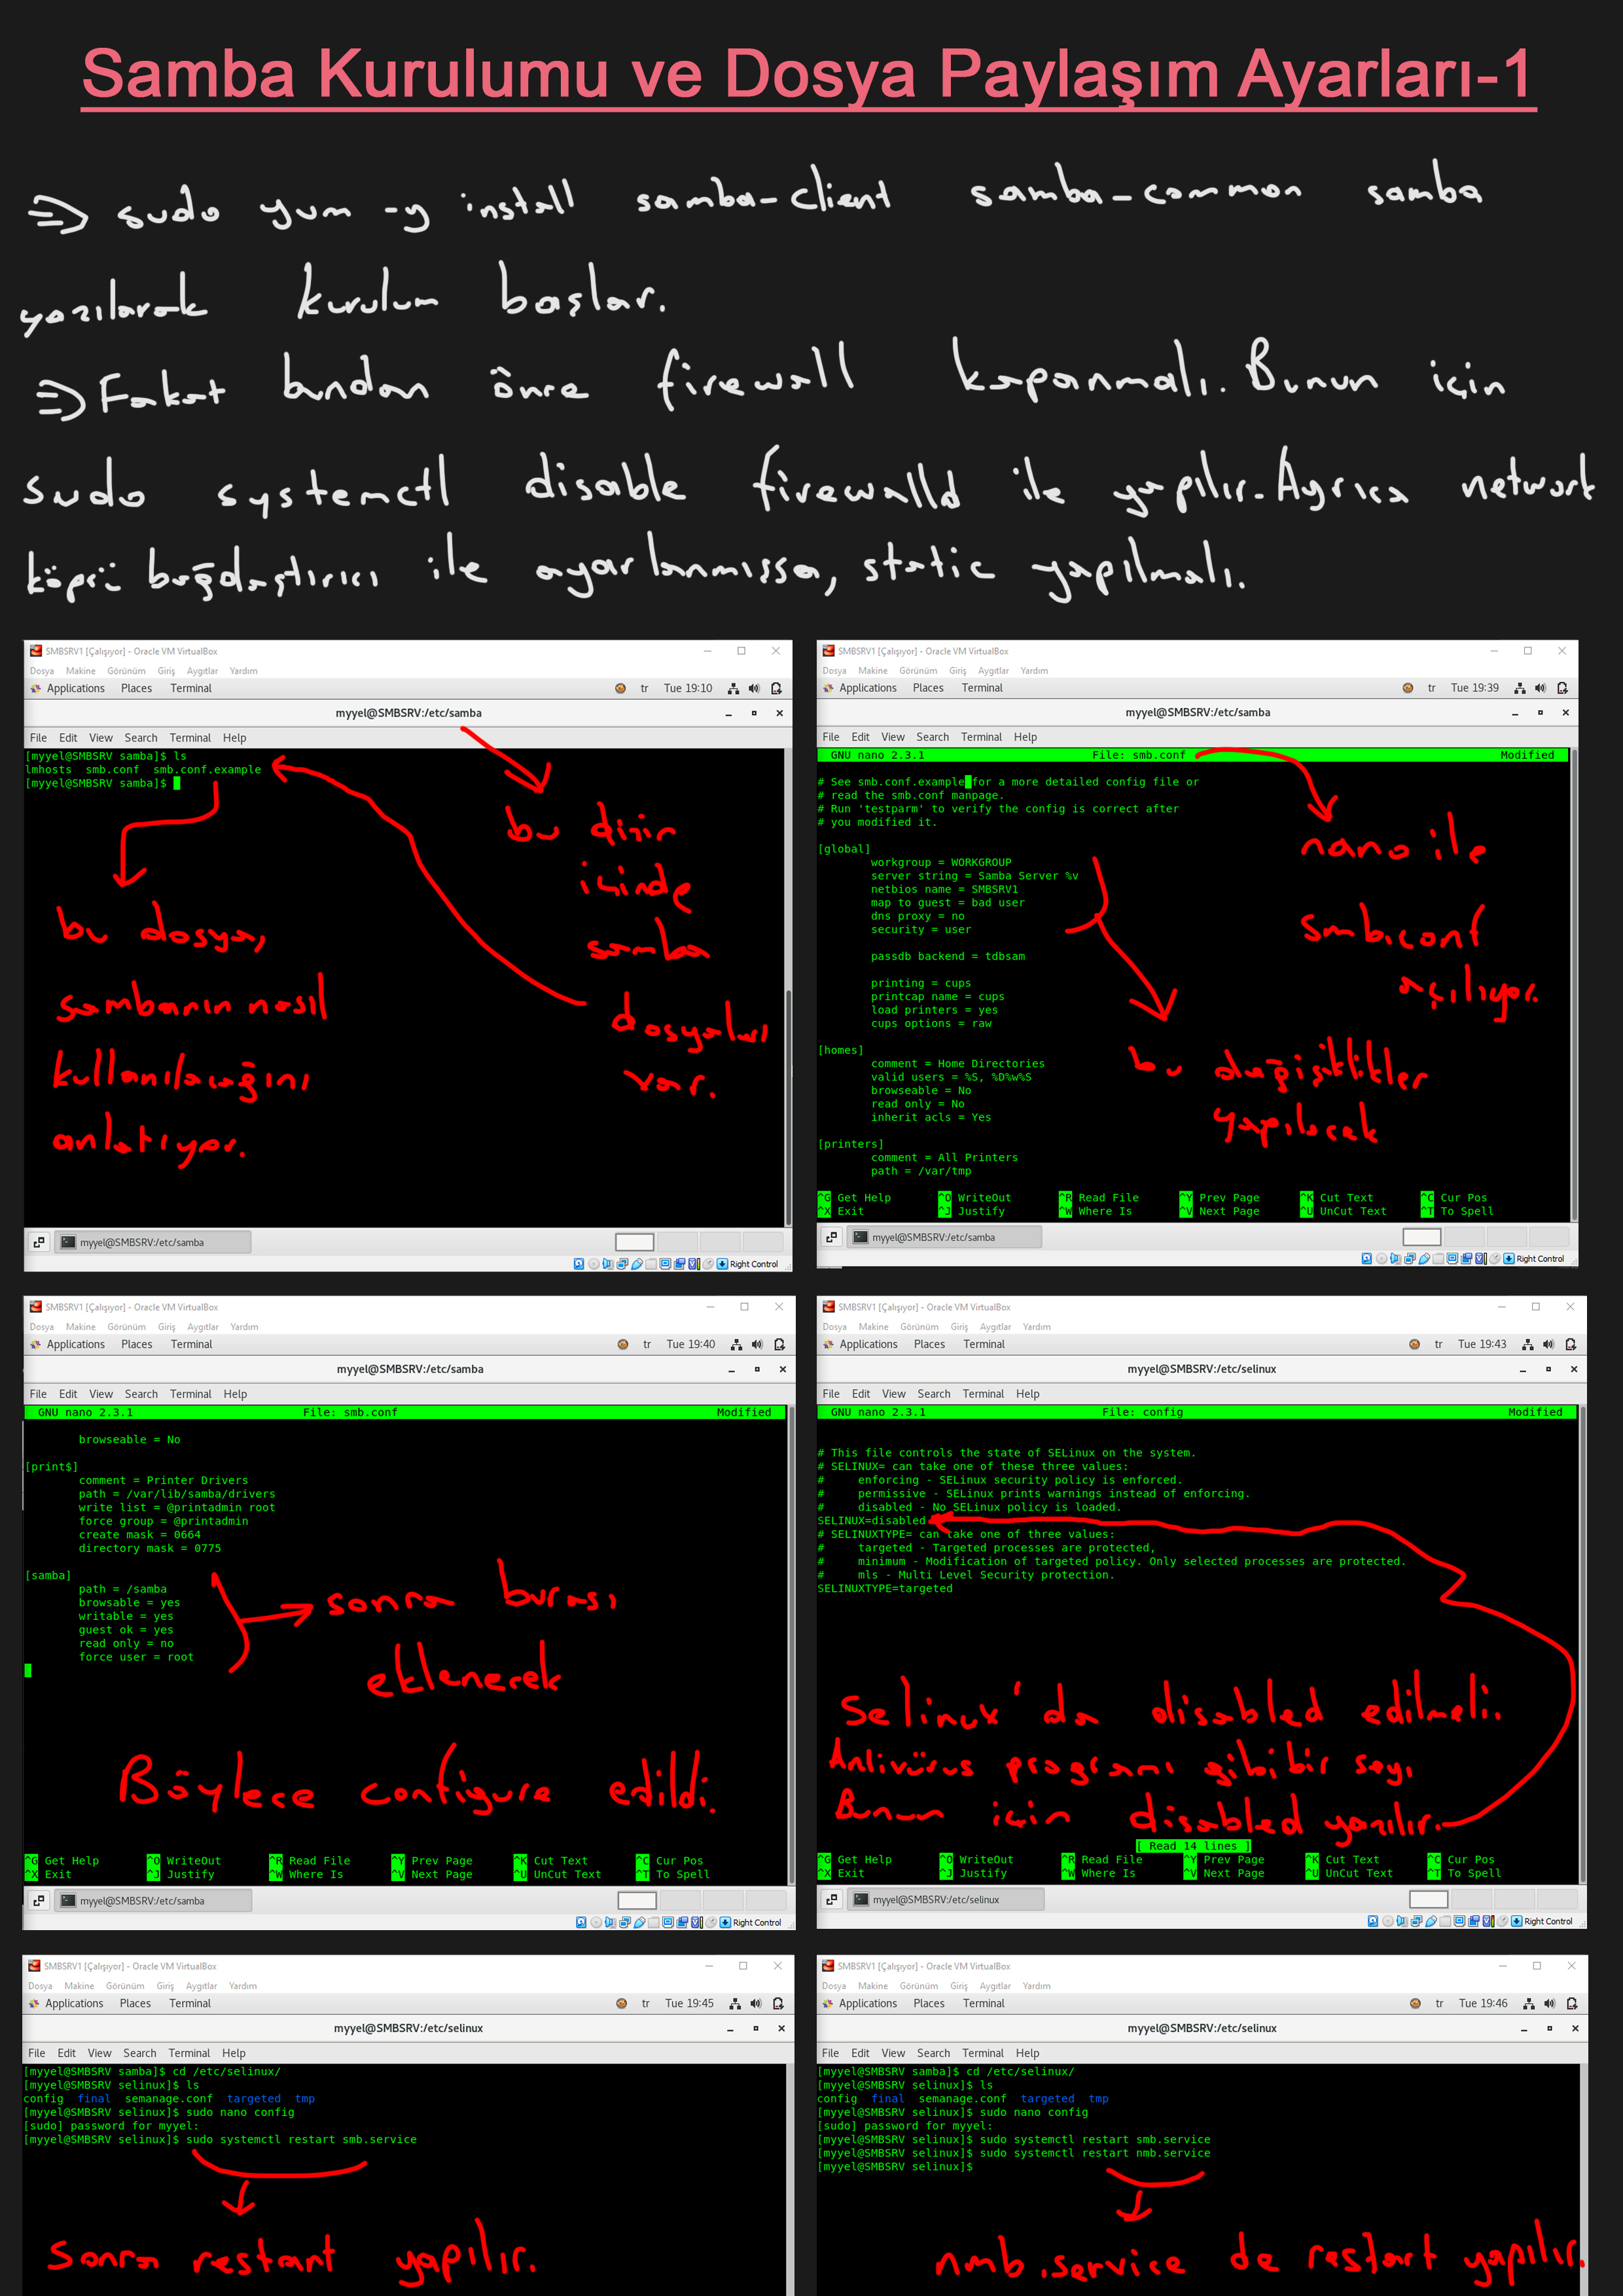 Samba Kurulumu ve Dosya Paylaşım Ayarları-1
=> sudo yum -y install samba-client samba-common samba
yazılarak kurulum başlar.
=> Fakat bundan önre firewall kapanmalı. Bunun için
sudo systemctl disable firewalld ile yapılır. Ayrıca network
köprü bağdaştırıcı ile ayarlanmışsa, static yapılmalı.
SMBSRV1 [Çalışıyor] - Oracle VM VirtualBox
Dosya Makine Görünüm Giriş Aygıtlar Yardım
Applications Places Terminal tr Tue 19:10
myyel@SMBSRV:/etc/samba
File Edit View Search Terminal Help
[myyel@SMBSRV samba]$ ls
lmhosts smb.conf smb.conf.example
[myyel@SMBSRV samba]$
bu dizin
içinde
samba
dosyaları
var.
bu dosya,
sambanın nasıl
kullanılacağını
anlatıyor.
myyel@SMBSRV:/etc/samba
Right Control
SMBSRV1 [Çalışıyor] - Oracle VM VirtualBox
Dosya Makine Görünüm Giriş Aygıtlar Yardım
Applications Places Terminal tr Tue 19:39
myyel@SMBSRV:/etc/samba
File Edit View Search Terminal Help
GNU nano 2.3.1 File: smb.conf Modified
# See smb.conf.example for a more detailed config file or
# read the smb.conf manpage.
# Run 'testparm' to verify the config is correct after
# you modified it.
[global]
workgroup = WORKGROUP
server string = Samba Server %v
netbios name = SMBSRV1
map to guest = bad user
dns proxy = no
security = user
passdb backend = tdbsam
printing = cups
printcap name = cups
load printers = yes
cups options = raw
[homes]
comment = Home Directories
valid users = %S, %D%w%S
browseable = No
read only = No
inherit acls = Yes
[printers]
comment = All Printers
path = /var/tmp
nano ile
smb.conf
açılıyor.
bu değişiklikler
yapılacak
^G Get Help ^O WriteOut ^R Read File ^Y Prev Page ^K Cut Text ^C Cur Pos
^X Exit ^J Justify ^W Where Is ^V Next Page ^U UnCut Text ^T To Spell
myyel@SMBSRV:/etc/samba
Right Control
SMBSRV1 [Çalışıyor] - Oracle VM VirtualBox
Dosya Makine Görünüm Giriş Aygıtlar Yardım
Applications Places Terminal tr Tue 19:40
myyel@SMBSRV:/etc/samba
File Edit View Search Terminal Help
GNU nano 2.3.1 File: smb.conf Modified
browseable = No
[print$]
comment = Printer Drivers
path = /var/lib/samba/drivers
write list = @printadmin root
force group = @printadmin
create mask = 0664
directory mask = 0775
[samba]
path = /samba
browsable = yes
writable = yes
guest ok = yes
read only = no
force user = root
sonra burası
eklenerek
Böylece configure edildi.
^G Get Help ^O WriteOut ^R Read File ^Y Prev Page ^K Cut Text ^C Cur Pos
^X Exit ^J Justify ^W Where Is ^V Next Page ^U UnCut Text ^T To Spell
myyel@SMBSRV:/etc/samba
Right Control
SMBSRV1 [Çalışıyor] - Oracle VM VirtualBox
Dosya Makine Görünüm Giriş Aygıtlar Yardım
Applications Places Terminal tr Tue 19:43
myyel@SMBSRV:/etc/selinux
File Edit View Search Terminal Help
GNU nano 2.3.1 File: config Modified
# This file controls the state of SELinux on the system.
# SELINUX= can take one of these three values:
# enforcing - SELinux security policy is enforced.
# permissive - SELinux prints warnings instead of enforcing.
# disabled - No SELinux policy is loaded.
SELINUX=disabled
# SELINUXTYPE= can take one of three values:
# targeted - Targeted processes are protected,
# minimum - Modification of targeted policy. Only selected processes are protected.
# mls - Multi Level Security protection.
SELINUXTYPE=targeted
Selinux'da disabled edilmeli.
Antivürüs programı gibi bir şey.
Bunun için disabled yazılır.
[ Read 14 lines ]
^G Get Help ^O WriteOut ^R Read File ^Y Prev Page ^K Cut Text ^C Cur Pos
^X Exit ^J Justify ^W Where Is ^V Next Page ^U UnCut Text ^T To Spell
myyel@SMBSRV:/etc/selinux
Right Control
SMBSRV1 [Çalışıyor] - Oracle VM VirtualBox
Dosya Makine Görünüm Giriş Aygıtlar Yardım
Applications Places Terminal tr Tue 19:45
myyel@SMBSRV:/etc/selinux
File Edit View Search Terminal Help
[myyel@SMBSRV samba]$ cd /etc/selinux/
[myyel@SMBSRV selinux]$ ls
config final semanage.conf targeted tmp
[myyel@SMBSRV selinux]$ sudo nano config
[sudo] password for myyel:
[myyel@SMBSRV selinux]$ sudo systemctl restart smb.service
Sonra restart yapılır.
SMBSRV1 [Çalışıyor] - Oracle VM VirtualBox
Dosya Makine Görünüm Giriş Aygıtlar Yardım
Applications Places Terminal tr Tue 19:46
myyel@SMBSRV:/etc/selinux
File Edit View Search Terminal Help
[myyel@SMBSRV samba]$ cd /etc/selinux/
[myyel@SMBSRV selinux]$ ls
config final semanage.conf targeted tmp
[myyel@SMBSRV selinux]$ sudo nano config
[sudo] password for myyel:
[myyel@SMBSRV selinux]$ sudo systemctl restart smb.service
[myyel@SMBSRV selinux]$ sudo systemctl restart nmb.service
[myyel@SMBSRV selinux]$
nmb.service de restart yapılır.